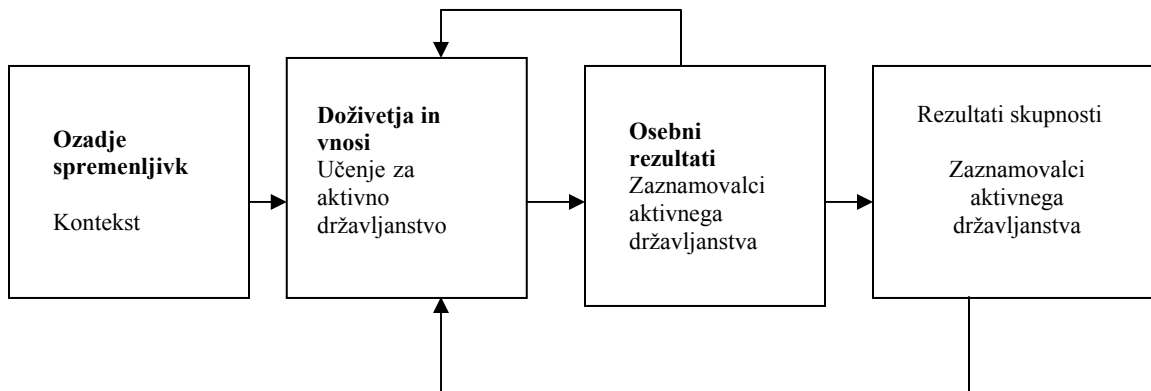 Ozadje
spremenljivk
Kontekst
Doživetja in
vnosi
Učenje za
aktivno
državljanstvo
Osebni
rezultati
Zaznamovalci
aktivnega
državljanstva
Rezultati skupnosti
Zaznamovalci
aktivnega
državljanstva